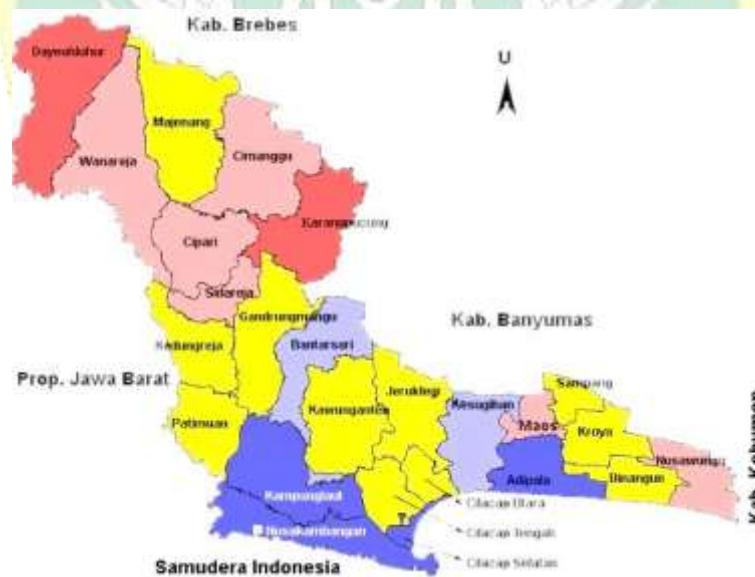 Kab. Brebes
Dayeuhluhur
U
Majenang
Wanareja
Cimanggu
Karangpucung
Cipari
Sidareja
Gandrungmangu
Kab. Banyumas
Kedungreja
Bantarsari
Prop. Jawa Barat
Jeruklegi
Sampang
Kesugihan
Patimuan
Kawunganten
Maos
Kroya
Nusawungu
Kab. Kebumen
Adipala
Binangun
Kampunglaut
Cilacap Utara
Nusakambangan
Cilacap Tengah
Cilacap Selatan
Samudera Indonesia